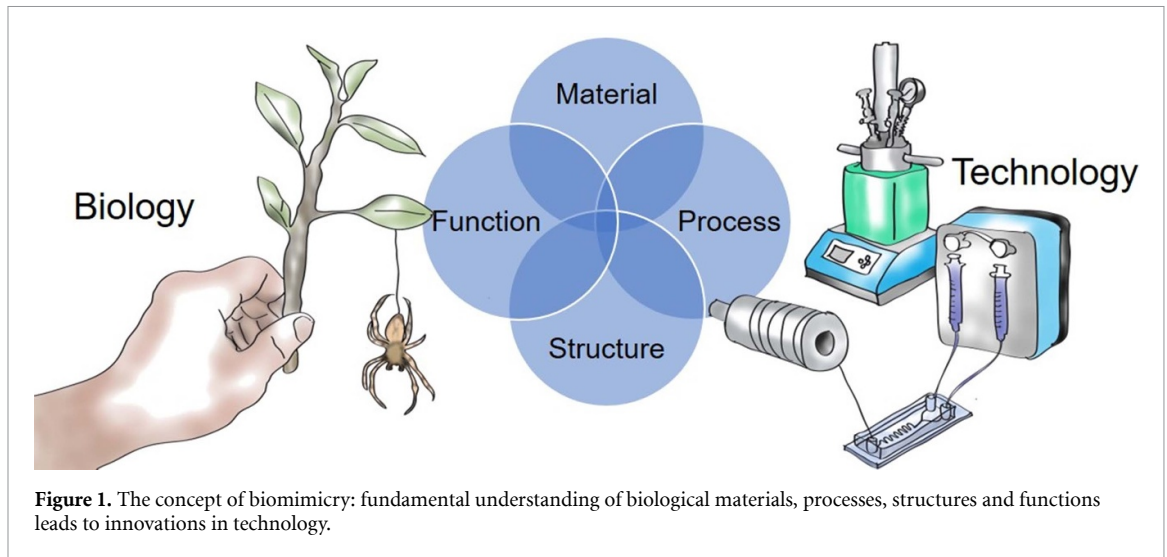 Material
Biology
Function
Process
Technology
Structure
Figure 1. The concept of biomimicry: fundamental understanding of biological materials, processes, structures and functions
leads to innovations in technology.